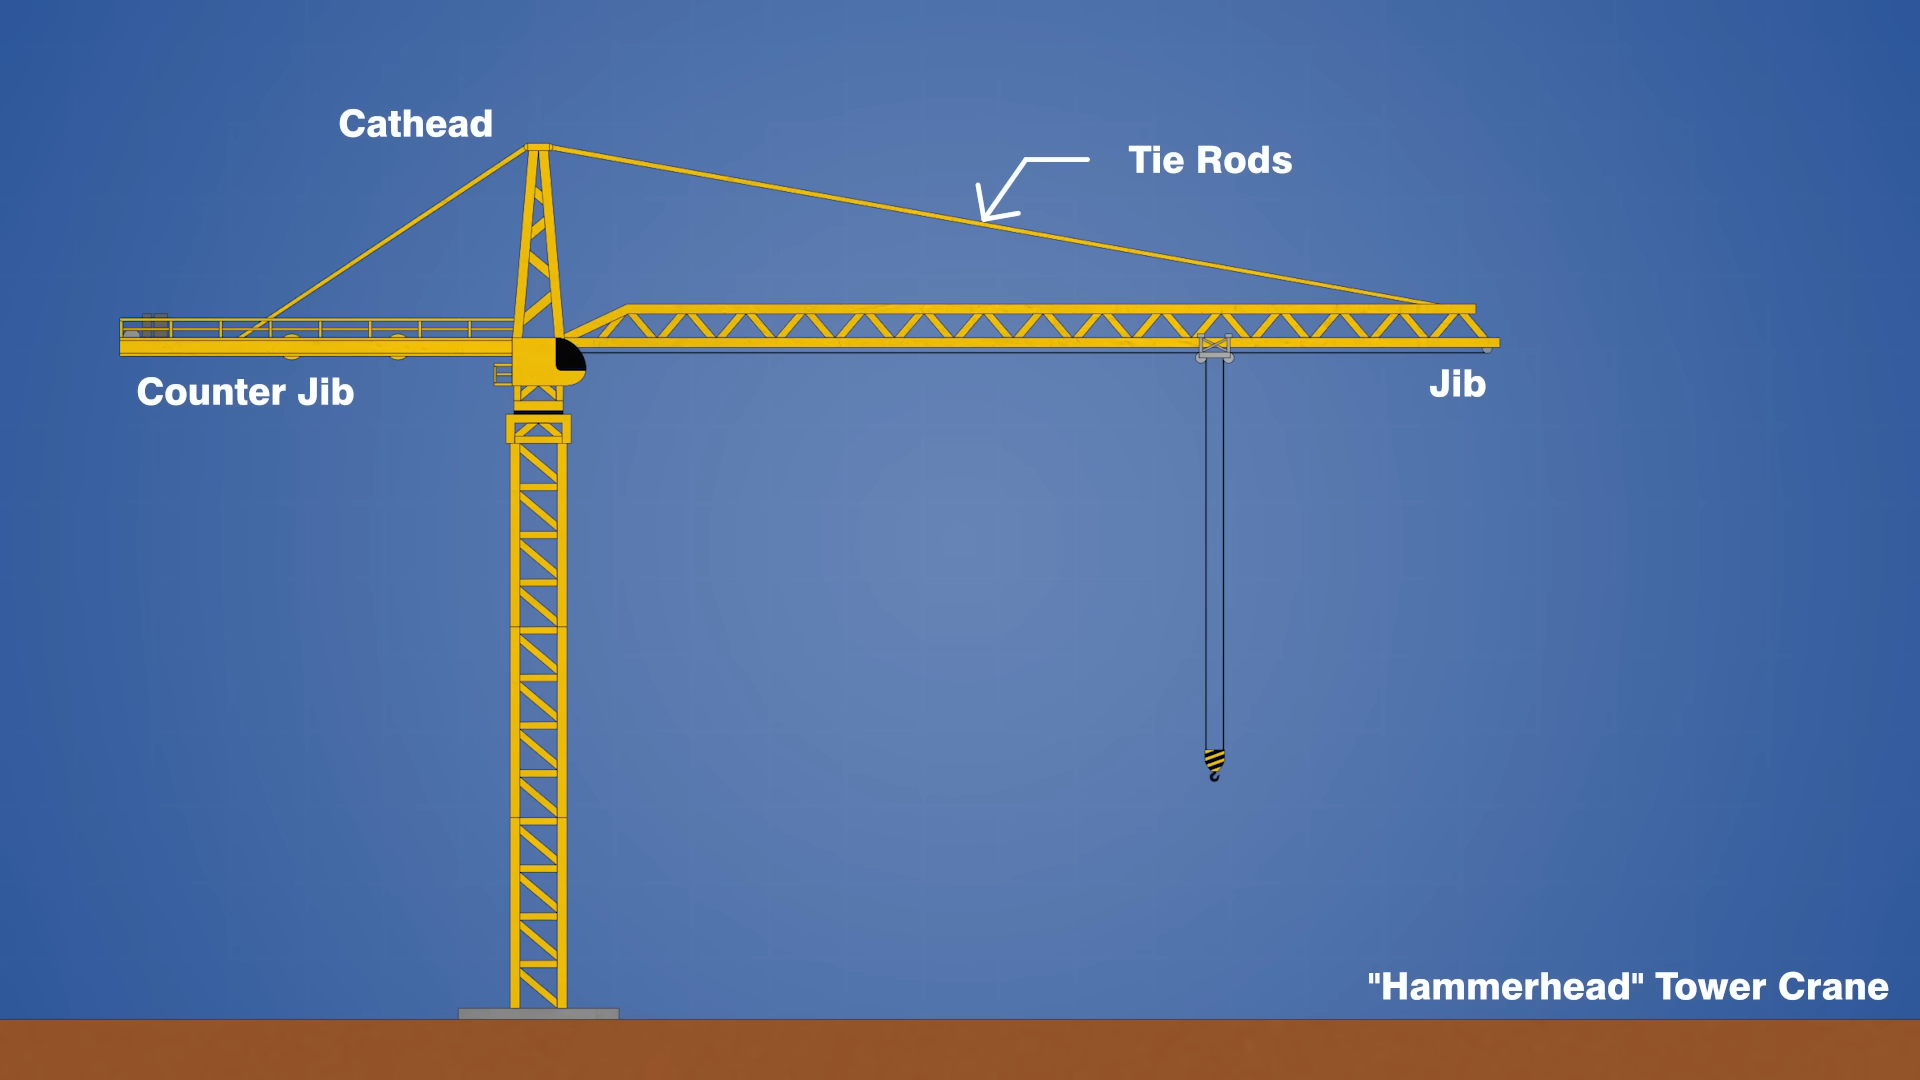 Cathead
Tie Rods
Counter Jib
Jib
"Hammerhead" Tower Crane